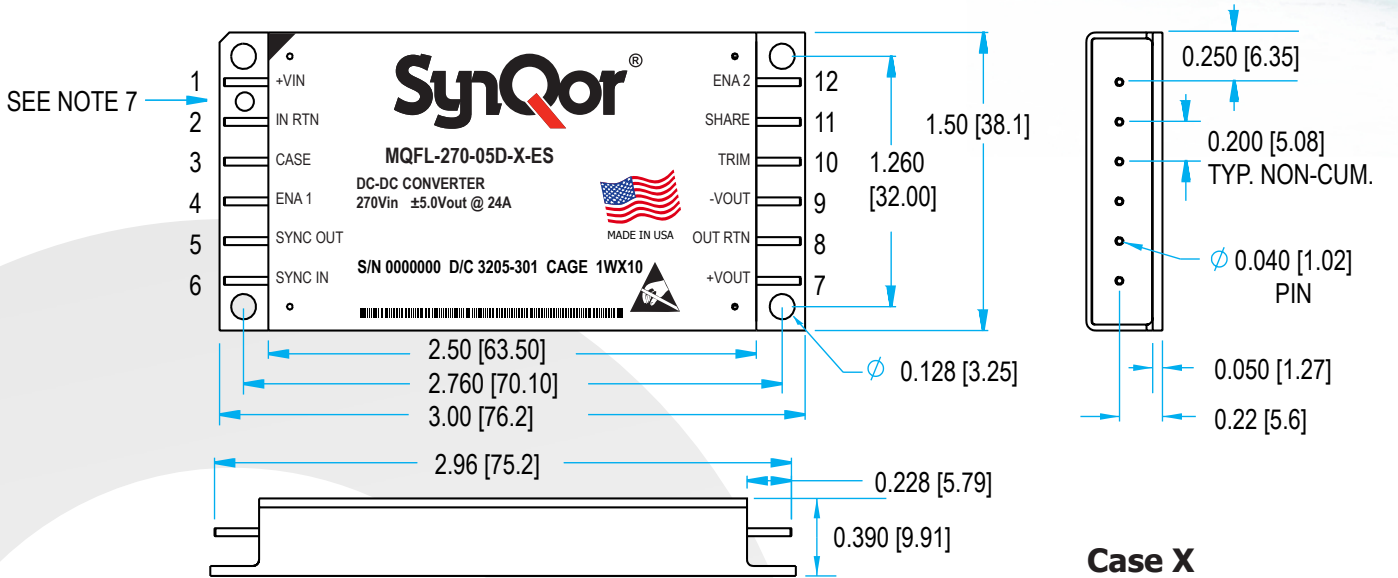 SynQor®
MQFL-270-05D-X-ES
DC-DC CONVERTER
270Vin ±5.0Vout @ 24A
MADE IN USA
S/N 0000000 D/C 3205-301 CAGE 1WX10
SEE NOTE 7
1 +VIN
2 IN RTN
3 CASE
4 ENA 1
5 SYNC OUT
6 SYNC IN
ENA 2 12
SHARE 11
TRIM 10
-VOUT 9
OUT RTN 8
+VOUT 7
1.260
[32.00]
1.50 [38.1]
2.50 [63.50]
2.760 [70.10]
3.00 [76.2]
∅ 0.128 [3.25]
0.250 [6.35]
0.200 [5.08]
TYP. NON-CUM.
∅ 0.040 [1.02]
PIN
0.050 [1.27]
0.22 [5.6]
2.96 [75.2]
0.228 [5.79]
0.390 [9.91]
Case X